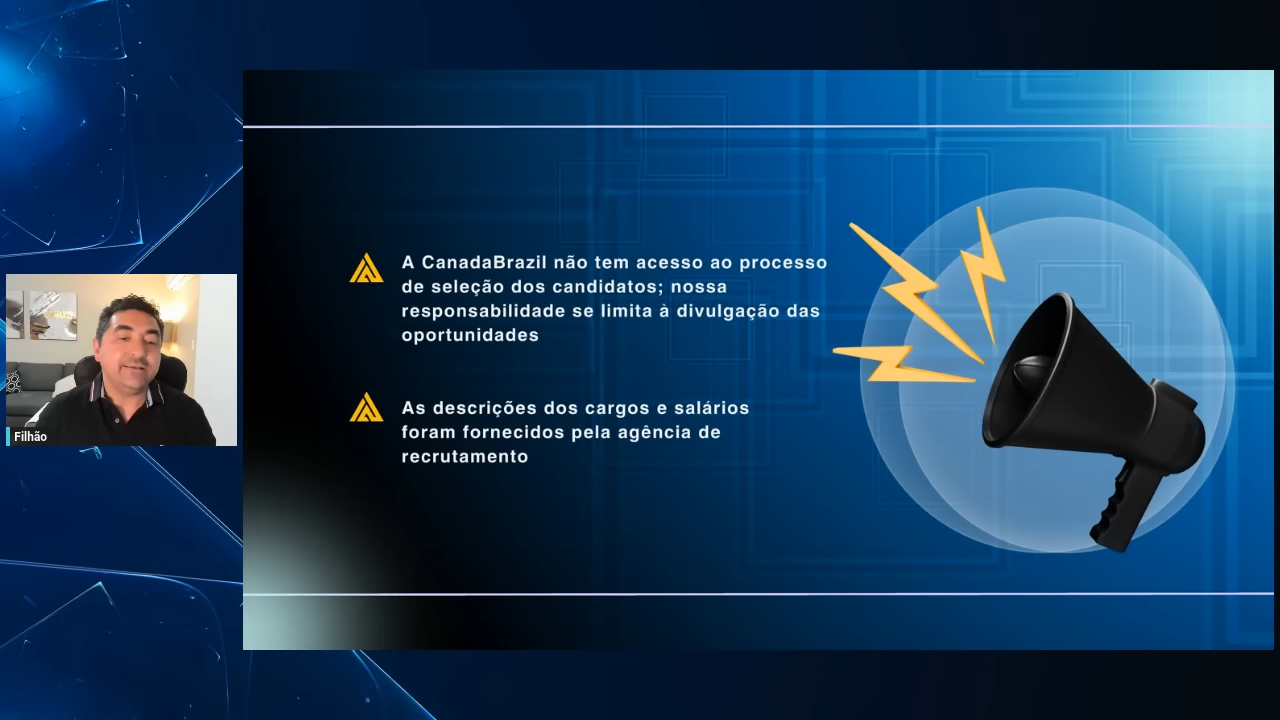 A CanadaBrazil não tem acesso ao processo
de seleção dos candidatos; nossa
responsabilidade se limita à divulgação das
oportunidades
As descrições dos cargos e salários
foram fornecidos pela agência de
recrutamento
Filhão